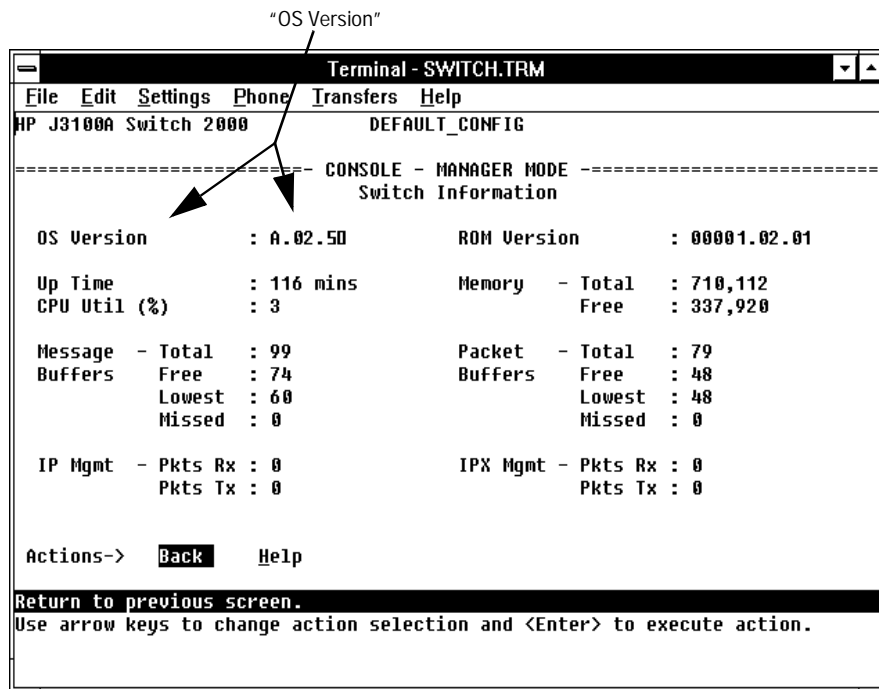 “OS Version”
Terminal - SWITCH.TRM
File Edit Settings Phone Transfers Help
HP J3100A Switch 2000 DEFAULT_CONFIG
==========================- CONSOLE - MANAGER MODE -==========================
Switch Information
OS Version : A.02.50 ROM Version : 00001.02.01
Up Time : 116 mins Memory - Total : 710,112
CPU Util (%) : 3 Free : 337,920
Message - Total : 99 Packet - Total : 79
Buffers Free : 74 Buffers Free : 48
Lowest : 60 Lowest : 48
Missed : 0 Missed : 0
IP Mgmt - Pkts Rx : 0 IPX Mgmt - Pkts Rx : 0
Pkts Tx : 0 Pkts Tx : 0
Actions-> Back Help
Return to previous screen.
Use arrow keys to change action selection and <Enter> to execute action.